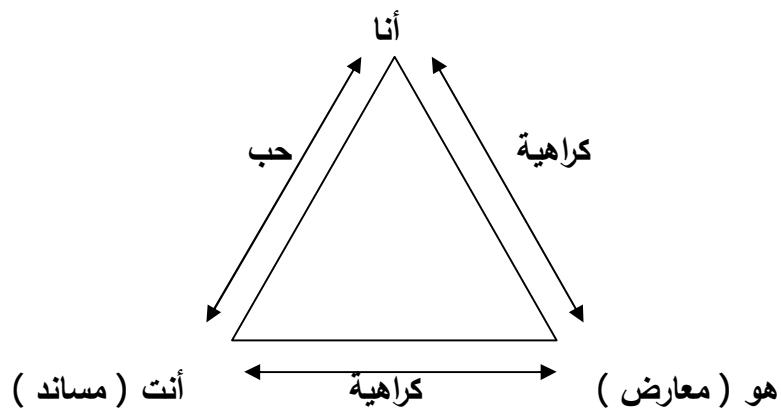 أنا
كراهية
حب
هو ( معارض ) كراهية أنت ( مساند )